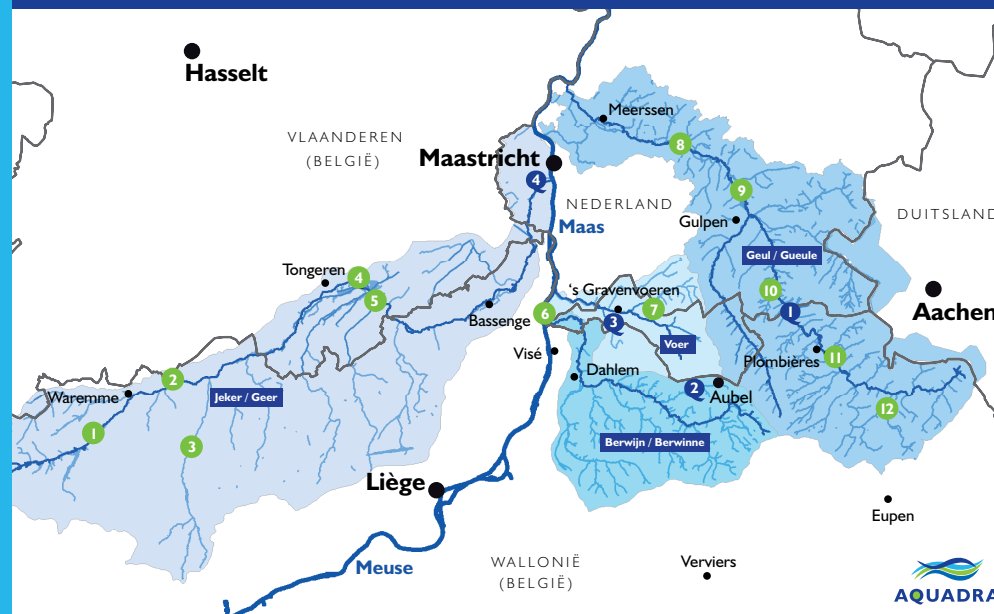 Hasselt
VLAANDEREN
(BELGIË)
Maastricht
4
Meerssen
8
NEDERLAND
9
Maas
Gulpen
DUITSLAND
Geul / Gueule
Tongeren
4
5
10
's Gravenvoeren
7
Aachen
Bassenge
6
3
1
Voer
Visé
Plombières
11
Dahlem
2
Aubel
12
2
Waremme
Jeker / Geer
1
3
Berwijn / Berwinne
Liège
Eupen
Meuse
WALLONIË
(BELGIË)
Verviers
AQUADRA